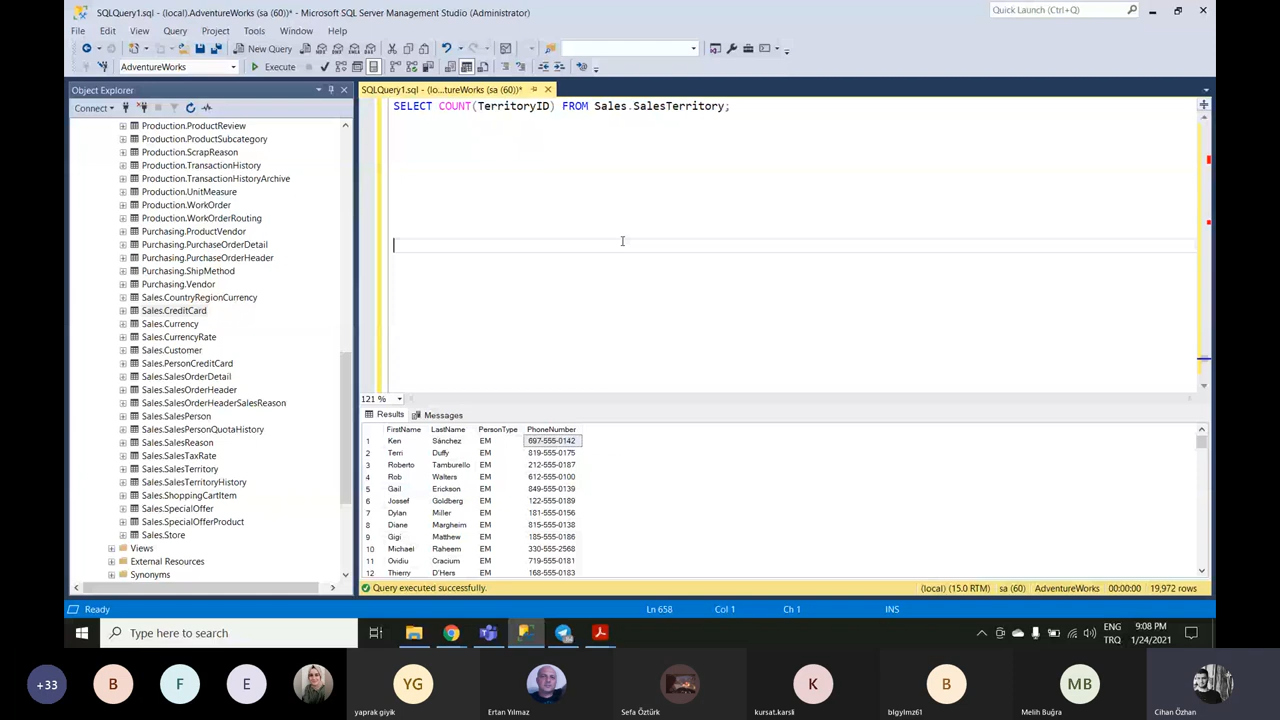 SQLQuery1.sql - (local).AdventureWorks (sa (60))* - Microsoft SQL Server Management Studio (Administrator)
Quick Launch (Ctrl+Q)
File Edit View Query Project Tools Window Help
New Query
AdventureWorks
Execute
Object Explorer
SQLQuery1.sql - (lo...tureWorks (sa (60))*
Connect
SELECT COUNT(TerritoryID) FROM Sales.SalesTerritory;
Production.ProductReview
Production.ProductSubcategory
Production.ScrapReason
Production.TransactionHistory
Production.TransactionHistoryArchive
Production.UnitMeasure
Production.WorkOrder
Production.WorkOrderRouting
Purchasing.ProductVendor
Purchasing.PurchaseOrderDetail
Purchasing.PurchaseOrderHeader
Purchasing.ShipMethod
Purchasing.Vendor
Sales.CountryRegionCurrency
Sales.CreditCard
Sales.Currency
Sales.CurrencyRate
Sales.Customer
Sales.PersonCreditCard
Sales.SalesOrderDetail
Sales.SalesOrderHeader
Sales.SalesOrderHeaderSalesReason
Sales.SalesPerson
Sales.SalesPersonQuotaHistory
Sales.SalesReason
Sales.SalesTaxRate
Sales.SalesTerritory
Sales.SalesTerritoryHistory
Sales.ShoppingCartItem
Sales.SpecialOffer
Sales.SpecialOfferProduct
Sales.Store
Views
External Resources
Synonyms
121 %
Results Messages
FirstName LastName PersonType PhoneNumber
1 Ken Sánchez EM 697-555-0142
2 Terri Duffy EM 819-555-0175
3 Roberto Tamburello EM 212-555-0187
4 Rob Walters EM 612-555-0100
5 Gail Erickson EM 849-555-0139
6 Jossef Goldberg EM 122-555-0189
7 Dylan Miller EM 181-555-0156
8 Diane Margheim EM 815-555-0138
9 Gigi Matthew EM 185-555-0186
10 Michael Raheem EM 330-555-2568
11 Ovidiu Cracium EM 719-555-0181
12 Thierry D'Hers EM 168-555-0183
Query executed successfully.
(local) (15.0 RTM) sa (60) AdventureWorks 00:00:00 19,972 rows
Ready
Ln 658 Col 1 Ch 1 INS
Type here to search
ENG
TRQ
9:08 PM
1/24/2021
+33 B F E YG K B MB
yaprak giyik Ertan Yılmaz Sefa Öztürk kursat.karsli blgylmz61 Melih Buğra Cihan Özhan